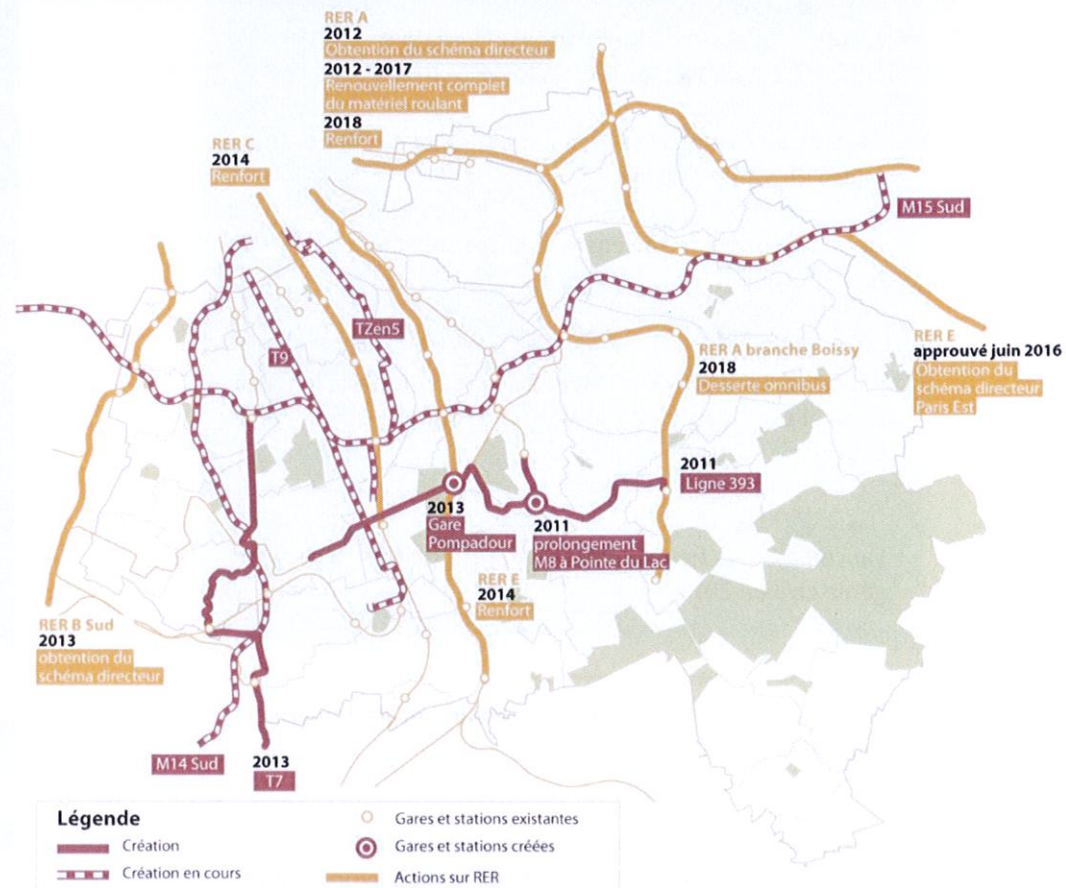 RER A
2012
Obtention du schéma directeur
2012 - 2017
Renouvellement complet
du matériel roulant
2018
Renfort
RER C
2014
Renfort
M15 Sud
TZen5
T9
RER A branche Boissy
2018
Desserte omnibus
RER E
approuvé juin 2016
Obtention du
schéma directeur
Paris Est
2011
Ligne 393
2013
Gare
Pompadour
2011
prolongement
M8 à Pointe du Lac
RER E
2014
Renfort
RER B Sud
2013
obtention du
schéma directeur
M14 Sud
2013
T7
Légende
Création
Création en cours
Gares et stations existantes
Gares et stations créées
Actions sur RER